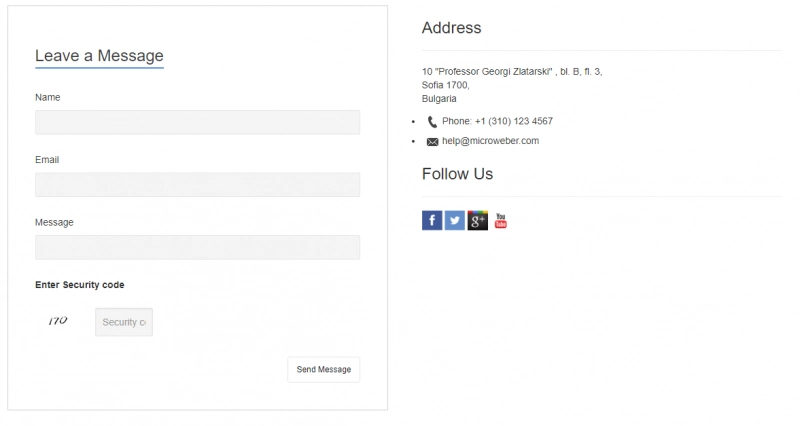 Leave a Message
Name
Email
Message
Enter Security code
170
Security c
Send Message
Address
10 "Professor Georgi Zlatarski" , bl. B, fl. 3,
Sofia 1700,
Bulgaria
Phone: +1 (310) 123 4567
help@microweber.com
Follow Us
f
g+
You
Tube